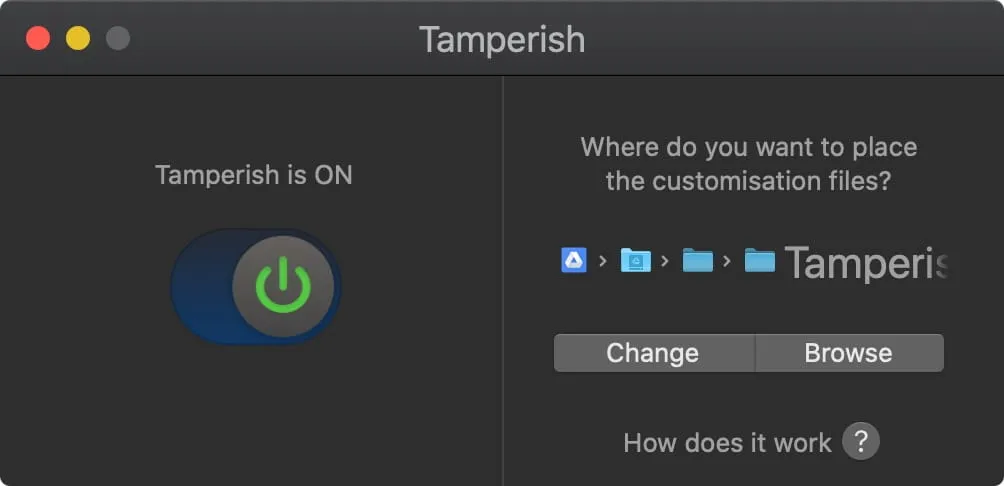 Tamperish
Tamperish is ON
Where do you want to place
the customisation files?
Tamperis
Change
Browse
How does it work
?